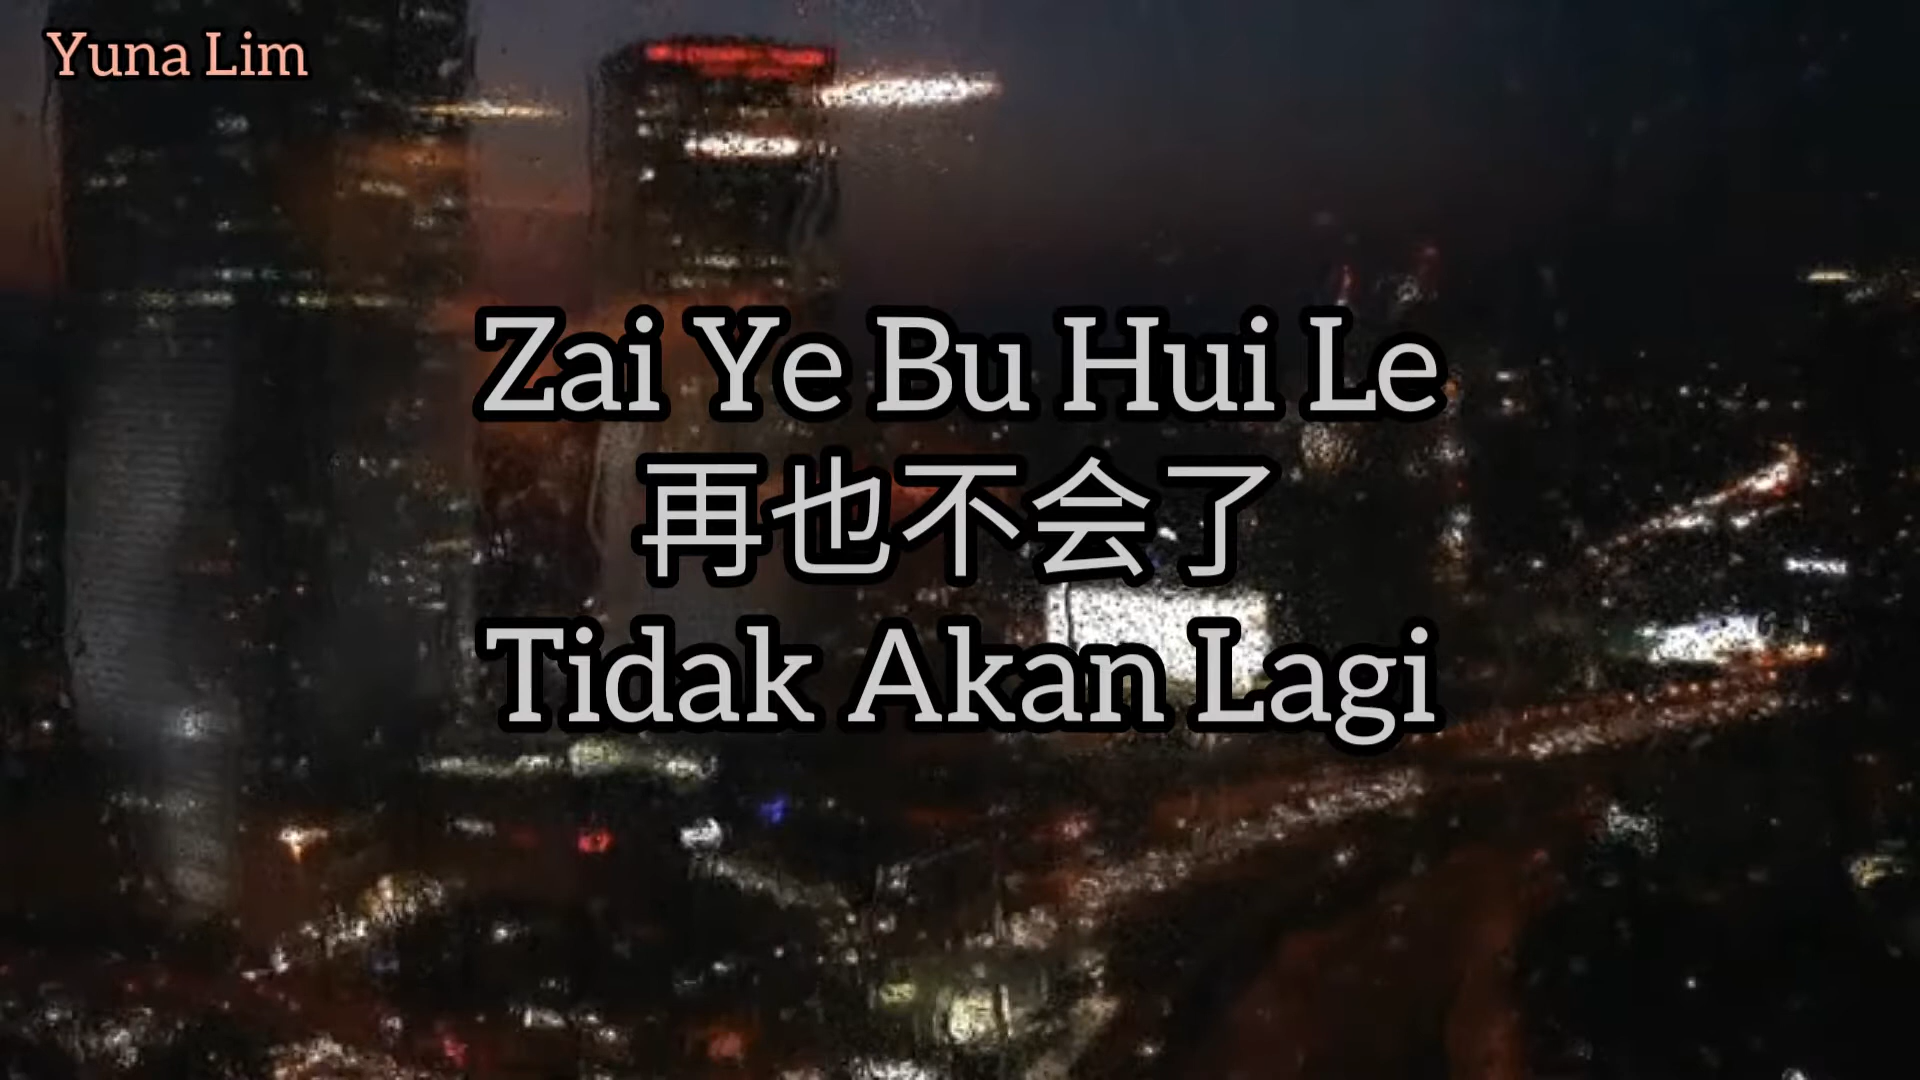 Yuna Lim
Zai Ye Bu Hui Le
再也不会了
Tidak Akan Lagi